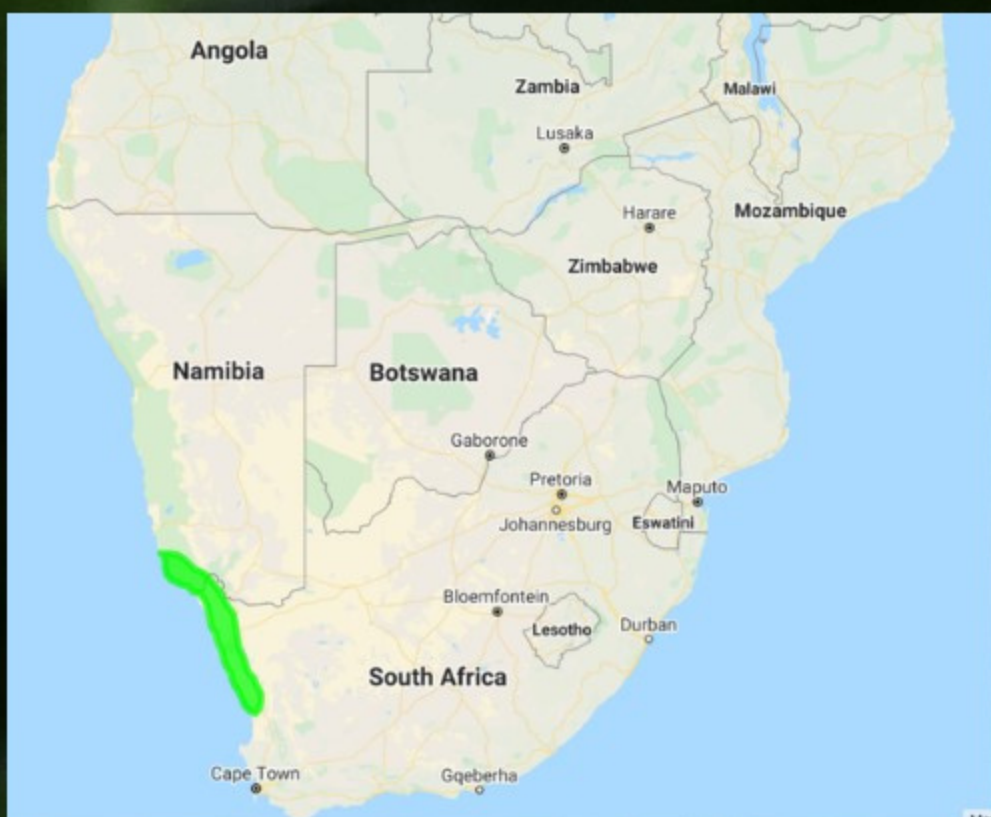 Angola
Zambia
Malawi
Lusaka
Harare
Mozambique
Zimbabwe
Namibia
Botswana
Gaborone
Pretoria
Maputo
Johannesburg
Eswatini
Bloemfontein
Lesotho
Durban
South Africa
Cape Town
Gqeberha